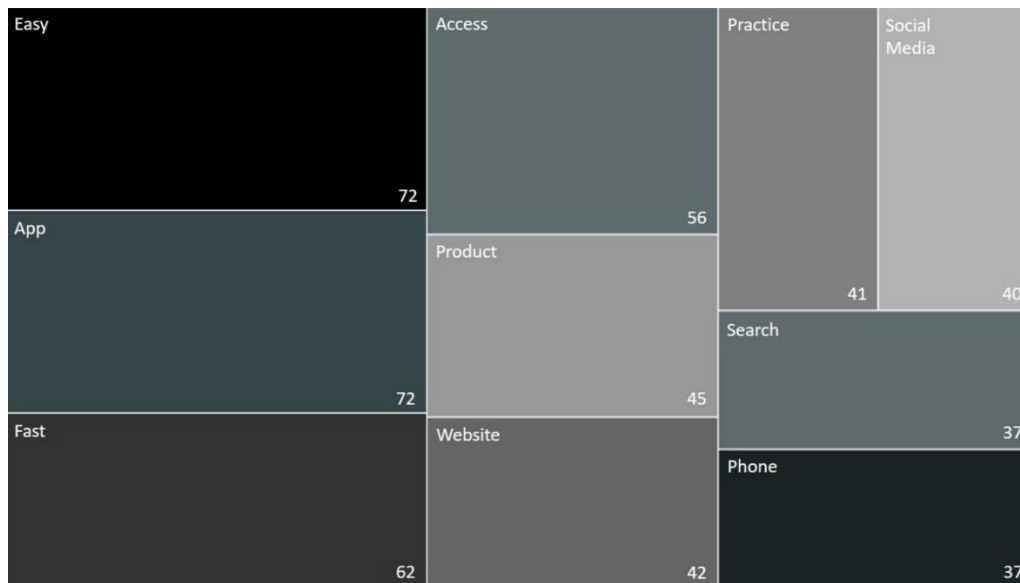 Easy
72
App
72
Fast
62
Access
56
Product
45
Website
42
Practice
41
Social
Media
40
Search
37
Phone
37